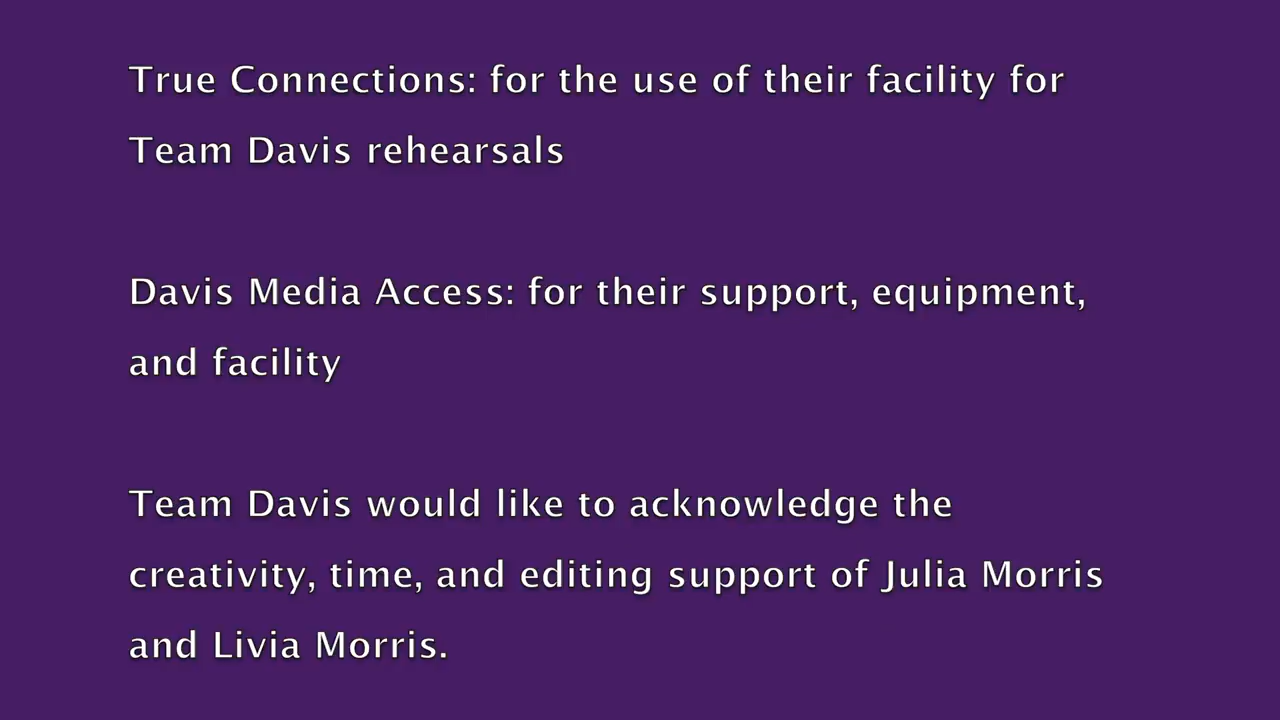 True Connections: for the use of their facility for
Team Davis rehearsals
Davis Media Access: for their support, equipment,
and facility
Team Davis would like to acknowledge the
creativity, time, and editing support of Julia Morris
and Livia Morris.